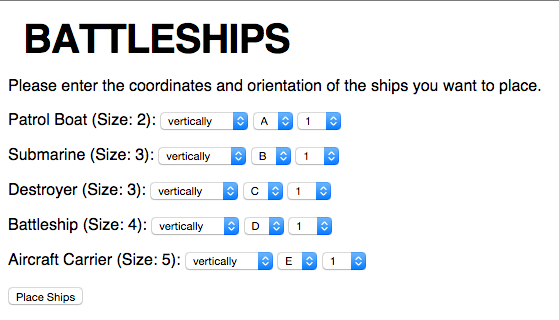 BATTLESHIPS
Please enter the coordinates and orientation of the ships you want to place.
Patrol Boat (Size: 2): vertically A 1
Submarine (Size: 3): vertically B 1
Destroyer (Size: 3): vertically C 1
Battleship (Size: 4): vertically D 1
Aircraft Carrier (Size: 5): vertically E 1
Place Ships